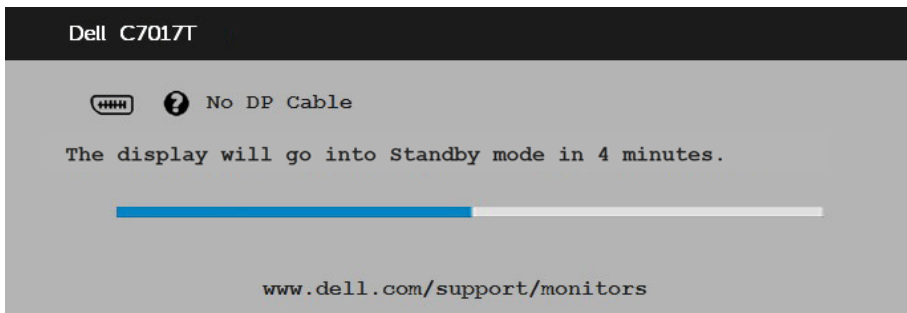 Dell C7017T
No DP Cable
The display will go into Standby mode in 4 minutes.
www.dell.com/support/monitors